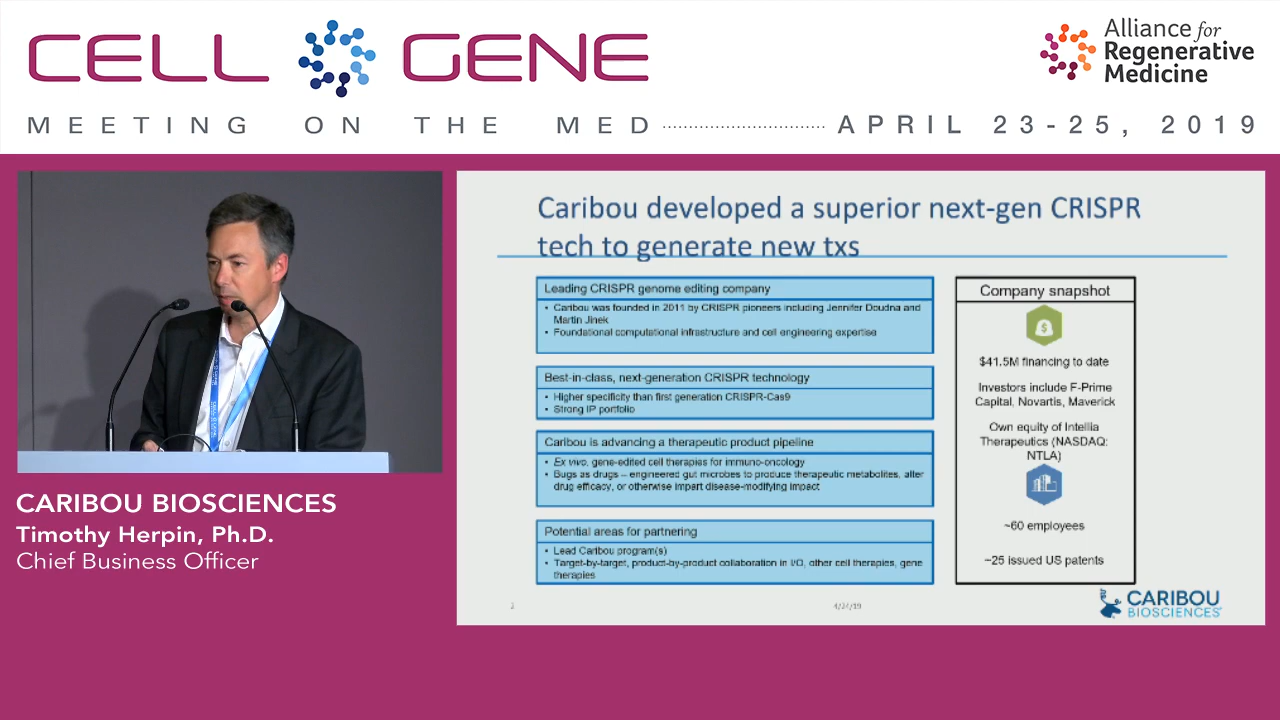 CELL GENE
Alliance for
Regenerative
Medicine
MEETING ON THE MED
APRIL 23-25, 2019
Caribou developed a superior next-gen CRISPR
tech to generate new txs
Leading CRISPR genome editing company
• Caribou was founded in 2011 by CRISPR pioneers including Jennifer Doudna and
Martin Jinek
• Foundational computational infrastructure and cell engineering expertise
Best-in-class, next-generation CRISPR technology
• Higher specificity than first generation CRISPR-Cas9
• Strong IP portfolio
Caribou is advancing a therapeutic product pipeline
• Ex vivo, gene-edited cell therapies for immuno-oncology
• Bugs as drugs – engineered gut microbes to produce therapeutic metabolites, alter
drug efficacy, or otherwise impart disease-modifying impact
Potential areas for partnering
• Lead Caribou program(s)
• Target-by-target, product-by-product collaboration in I/O, other cell therapies, gene
therapies
Company snapshot
$
$41.5M financing to date
Investors include F-Prime
Capital, Novartis, Maverick
Own equity of Intellia
Therapeutics (NASDAQ:
NTLA)
~60 employees
~25 issued US patents
4/24/19
CARIBOU
BIOSCIENCES
CARIBOU BIOSCIENCES
Timothy Herpin, Ph.D.
Chief Business Officer